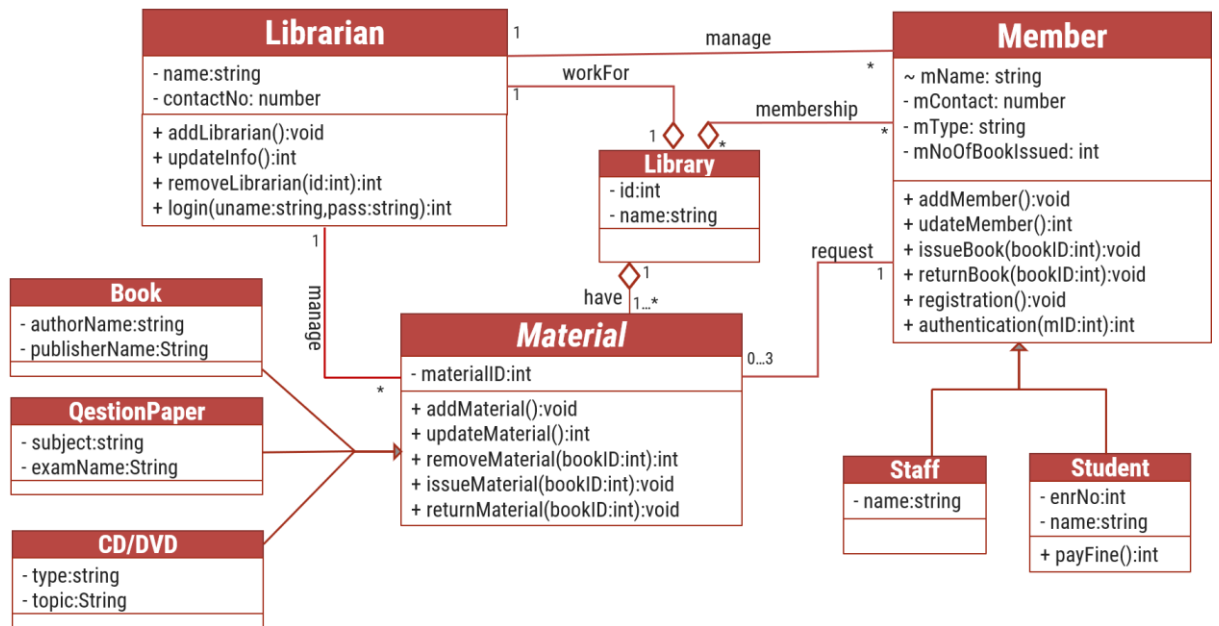 Librarian
- name:string
- contactNo: number
+ addLibrarian():void
+ updateInfo():int
+ removeLibrarian(id:int):int
+ login(uname:string,pass:string):int
1
manage
*
1
workFor
1
membership
*
*
Member
~ mName: string
- mContact: number
- mType: string
- mNoOfBookIssued: int
+ addMember():void
+ udateMember():int
+ issueBook(bookID:int):void
+ returnBook(bookID:int):void
+ registration():void
+ authentication(mID:int):int
Library
- id:int
- name:string
1
have
1...*
1
manage
*
request
1
0...3
Book
- authorName:string
- publisherName:String
QestionPaper
- subject:string
- examName:String
CD/DVD
- type:string
- topic:String
Material
- materialID:int
+ addMaterial():void
+ updateMaterial():int
+ removeMaterial(bookID:int):int
+ issueMaterial(bookID:int):void
+ returnMaterial(bookID:int):void
Staff
- name:string
Student
- enrNo:int
- name:string
+ payFine():int